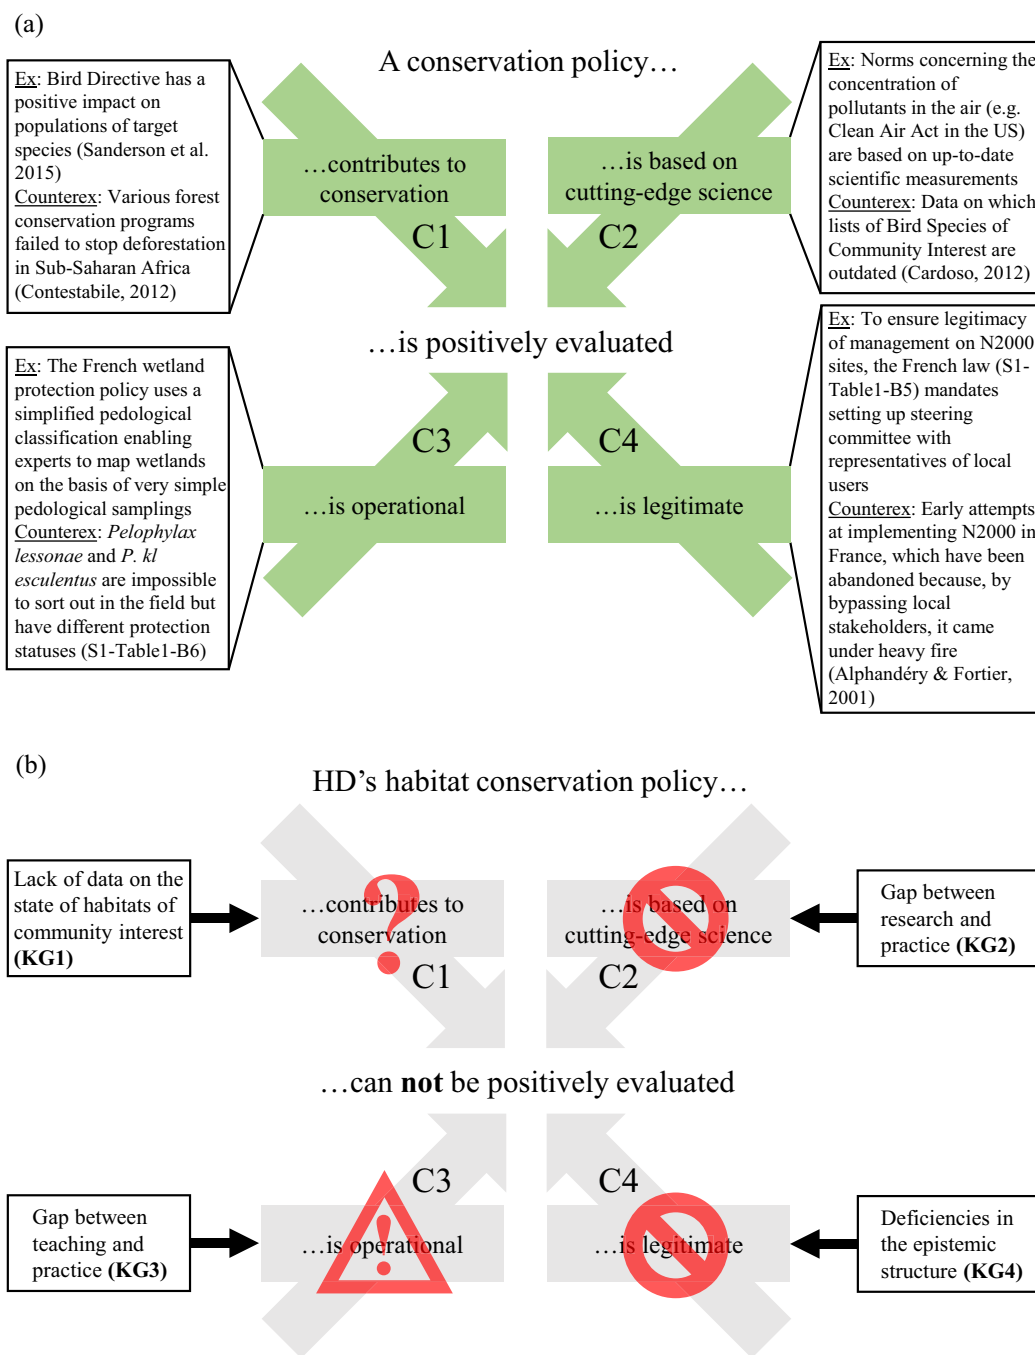 (a)
A conservation policy…
Ex: Bird Directive has a
positive impact on
populations of target
species (Sanderson et al.
2015)
Counterex: Various forest
conservation programs
failed to stop deforestation
in Sub-Saharan Africa
(Contestabile, 2012)
…contributes to
conservation
C1
…is based on
cutting-edge science
C2
Ex: Norms concerning the
concentration of
pollutants in the air (e.g.
Clean Air Act in the US)
are based on up-to-date
scientific measurements
Counterex: Data on which
lists of Bird Species of
Community Interest are
outdated (Cardoso, 2012)
…is positively evaluated
Ex: The French wetland
protection policy uses a
simplified pedological
classification enabling
experts to map wetlands
on the basis of very simple
pedological samplings
Counterex: Pelophylax
lessonae and P. kl
esculentus are impossible
to sort out in the field but
have different protection
statuses (S1-Table1-B6)
C3
…is operational
C4
…is legitimate
Ex: To ensure legitimacy
of management on N2000
sites, the French law (S1-
Table1-B5) mandates
setting up steering
committee with
representatives of local
users
Counterex: Early attempts
at implementing N2000 in
France, which have been
abandoned because, by
bypassing local
stakeholders, it came
under heavy fire
(Alphandéry & Fortier,
2001)
(b)
HD’s habitat conservation policy…
Lack of data on the
state of habitats of
community interest
(KG1)
…contributes to
conservation
?
C1
…is based on
cutting-edge science
C2
Gap between
research and
practice (KG2)
…can not be positively evaluated
Gap between
teaching and
practice (KG3)
C3
…is operational
!
C4
…is legitimate
Deficiencies in
the epistemic
structure (KG4)